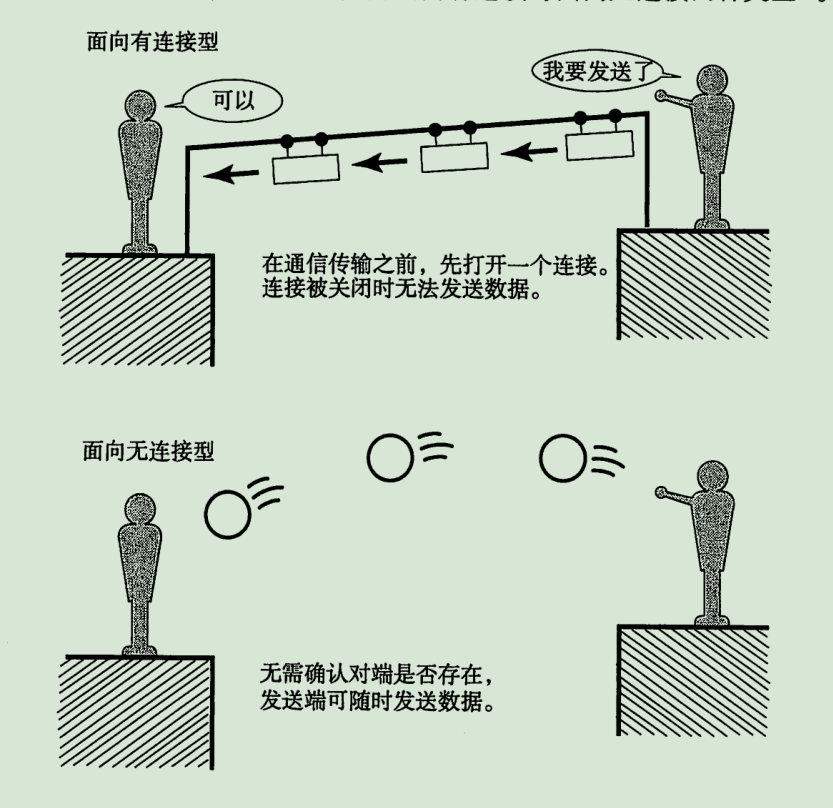 面向有连接型
我要发送了
可以
在通信传输之前，先打开一个连接。
连接被关闭时无法发送数据。
面向无连接型
无需确认对端是否存在，
发送端可随时发送数据。